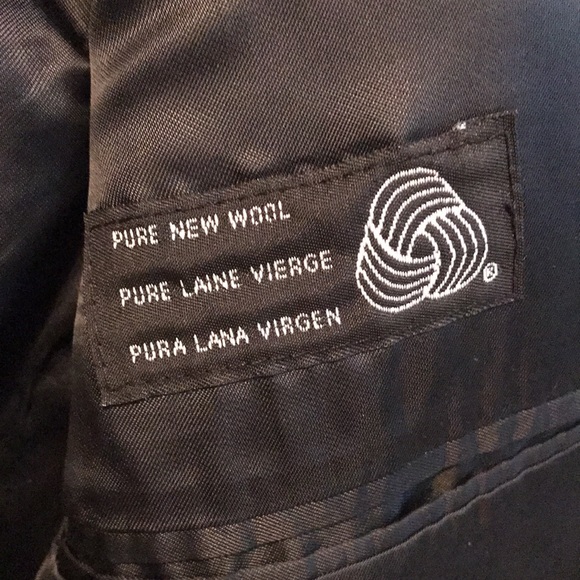 PURE NEW WOOL
PURE LAINE VIERGE
PURA LANA VIRGEN
®